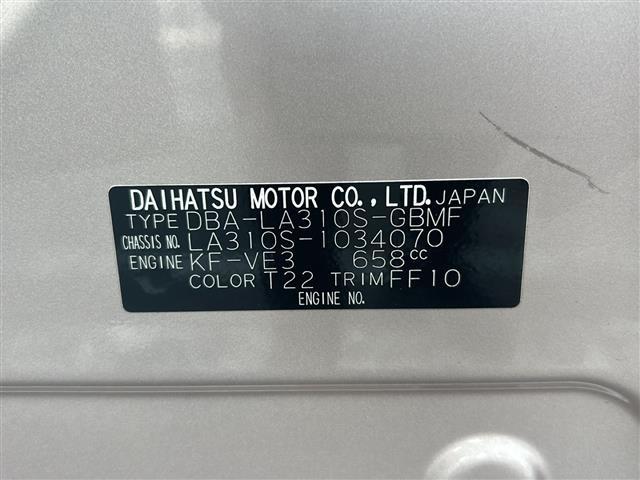 DAIHATSU MOTOR CO.,LTD. JAPAN
TYPE DBA-LA310S-GBMF
CHASSIS NO. LA310S-1034070
ENGINE KF-VE3 658cc
COLOR T22 TRIM FF10
ENGINE NO.